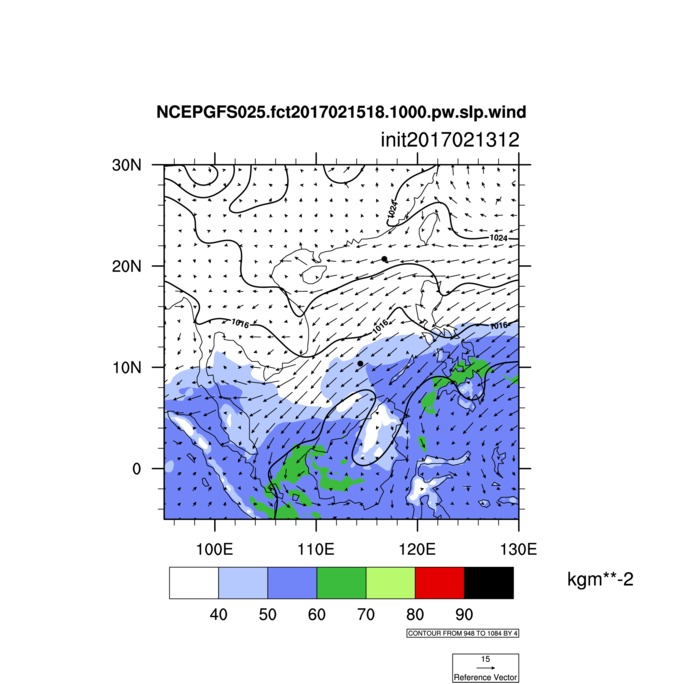 NCEPGFS025.fct2017021518.1000.pw.slp.wind
init2017021312
30N
1024
1024
20N
1016
1016
1016
10N
0
100E 110E 120E 130E
kgm**-2
40 50 60 70 80 90
CONTOUR FROM 948 TO 1084 BY 4
15
Reference Vector